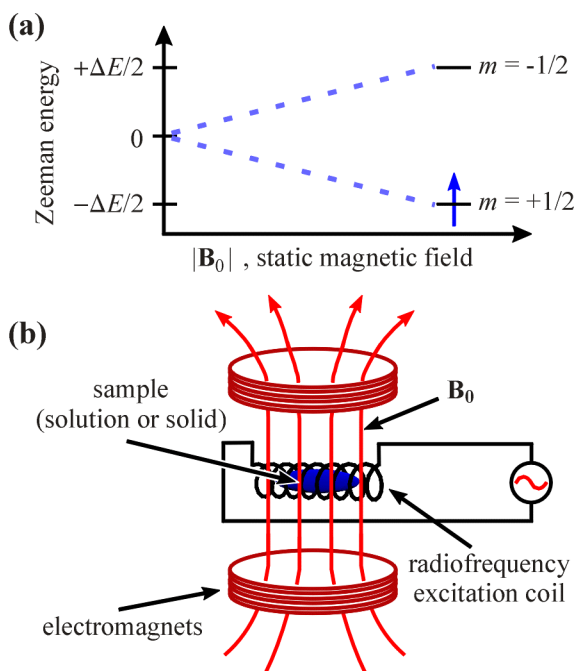 (a)
Zeeman energy
+ΔE/2
0
−ΔE/2
m = -1/2
m = +1/2
|B₀| , static magnetic field
(b)
sample
(solution or solid)
B₀
radiofrequency
excitation coil
electromagnets